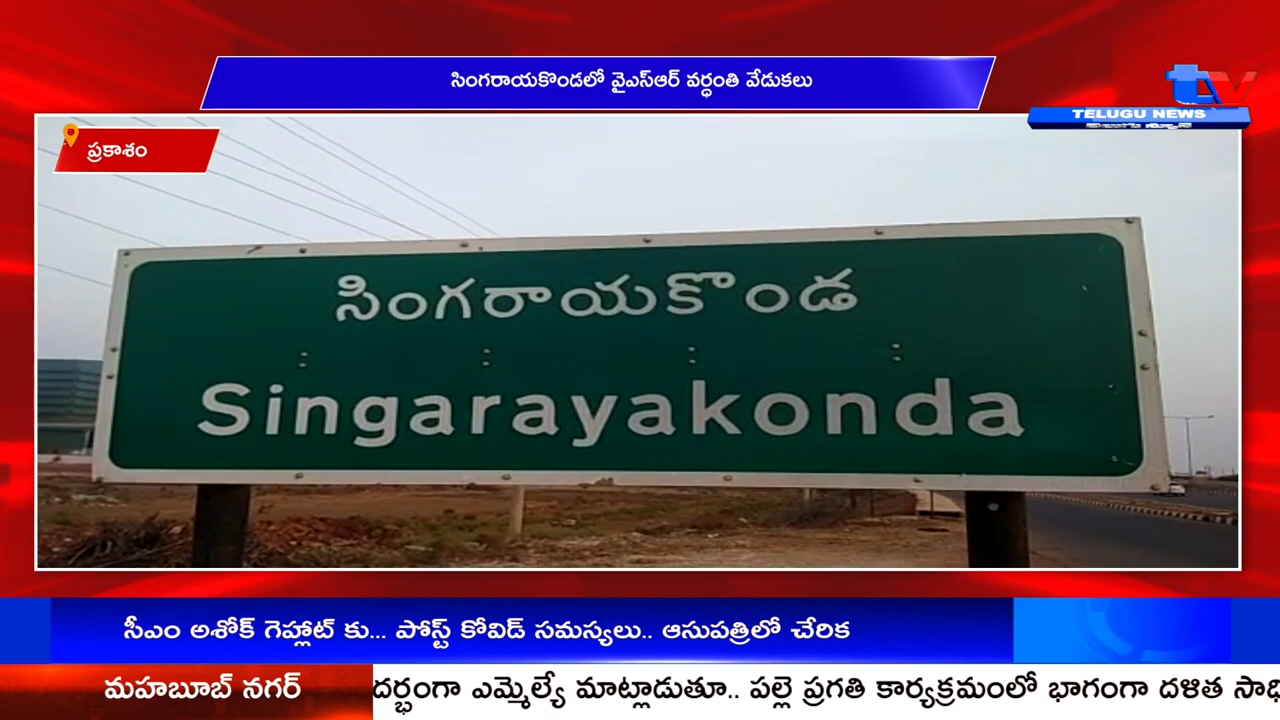 సింగరాయకొండలో వైఎస్ఆర్ వర్ధంతి వేడుకలు
tv
TELUGU NEWS
తెలుగు న్యూస్
ప్రకాశం
సింగరాయకొండ
Singarayakonda
సీఎం అశోక్ గెహ్లాట్ కు... పోస్ట్ కోవిడ్ సమస్యలు.. ఆసుపత్రిలో చేరిక
మహబూబ్ నగర్
దర్భంగా ఎమ్మెల్యే మాట్లాడుతూ.. పల్లె ప్రగతి కార్యక్రమంలో భాగంగా దళిత